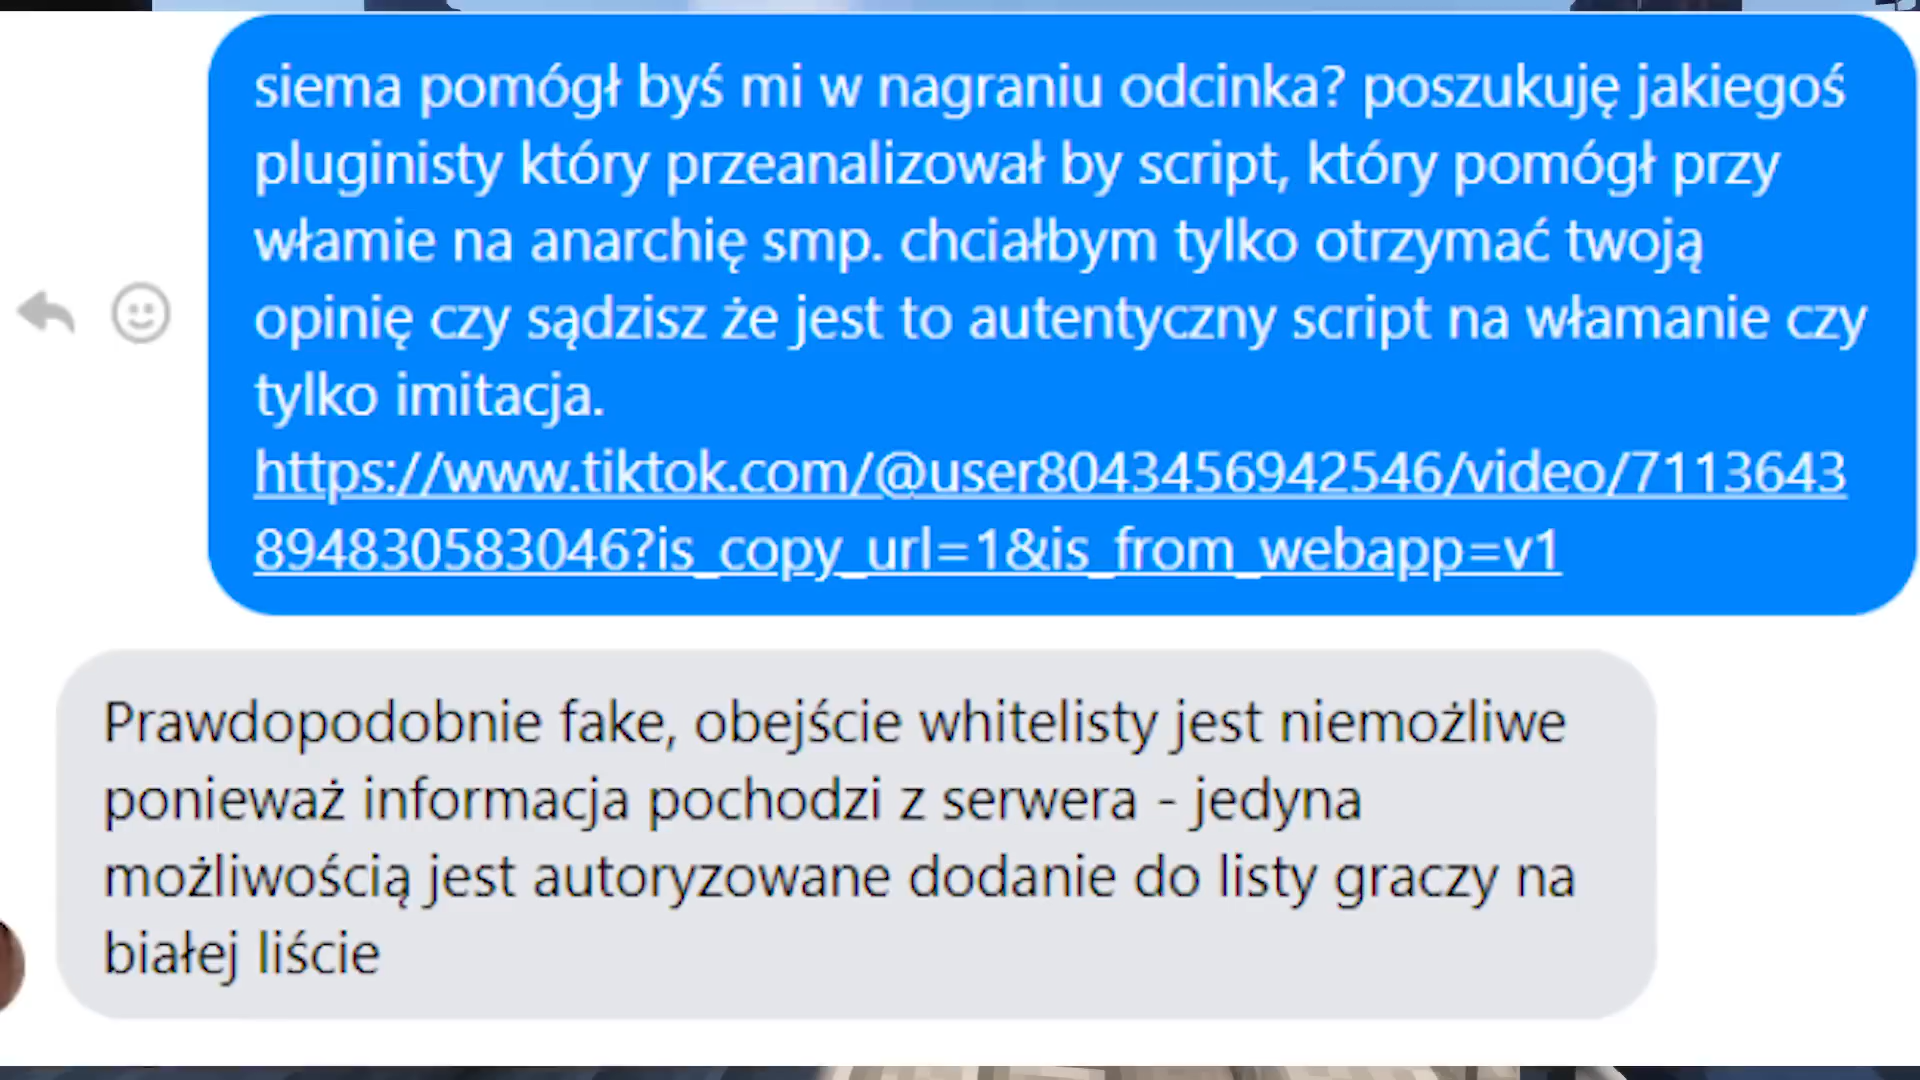 siema pomógł byś mi w nagraniu odcinka? poszukuję jakiegoś
pluginisty który przeanalizował by script, który pomógł przy
włamie na anarchię smp. chciałbym tylko otrzymać twoją
opinię czy sądzisz że jest to autentyczny script na włamanie czy
tylko imitacja.
https://www.tiktok.com/@user8043456942546/video/7113643
894830583046?is_copy_url=1&is_from_webapp=v1
Prawdopodobnie fake, obejście whitelisty jest niemożliwe
ponieważ informacja pochodzi z serwera - jedyna
możliwością jest autoryzowane dodanie do listy graczy na
białej liście